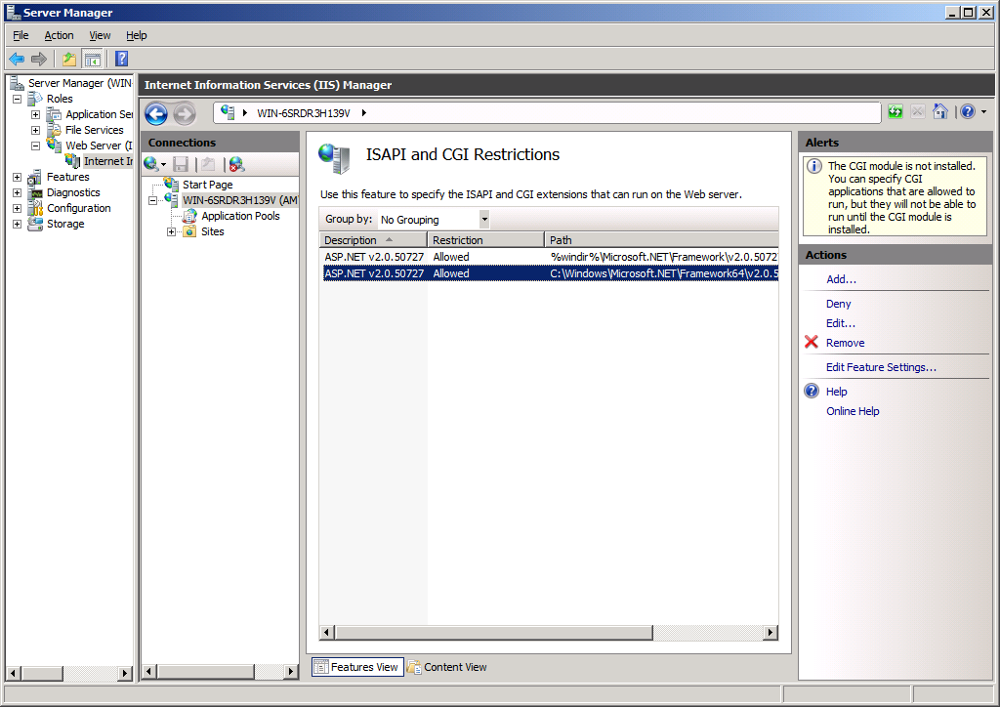 Server Manager
File Action View Help
Server Manager (WIN-
Roles
Application Ser
File Services
Web Server (I
Internet Ir
Features
Diagnostics
Configuration
Storage
Internet Information Services (IIS) Manager
WIN-6SRDR3H139V
Connections
Start Page
WIN-6SRDR3H139V (AM
Application Pools
Sites
ISAPI and CGI Restrictions
Use this feature to specify the ISAPI and CGI extensions that can run on the Web server.
Group by: No Grouping
Description Restriction Path
ASP.NET v2.0.50727 Allowed %windir%\Microsoft.NET\Framework\v2.0.5072
ASP.NET v2.0.50727 Allowed C:\Windows\Microsoft.NET\Framework64\v2.0.5
Features View Content View
Alerts
The CGI module is not installed.
You can specify CGI
applications that are allowed to
run, but they will not be able to
run until the CGI module is
installed.
Actions
Add...
Deny
Edit...
Remove
Edit Feature Settings...
Help
Online Help